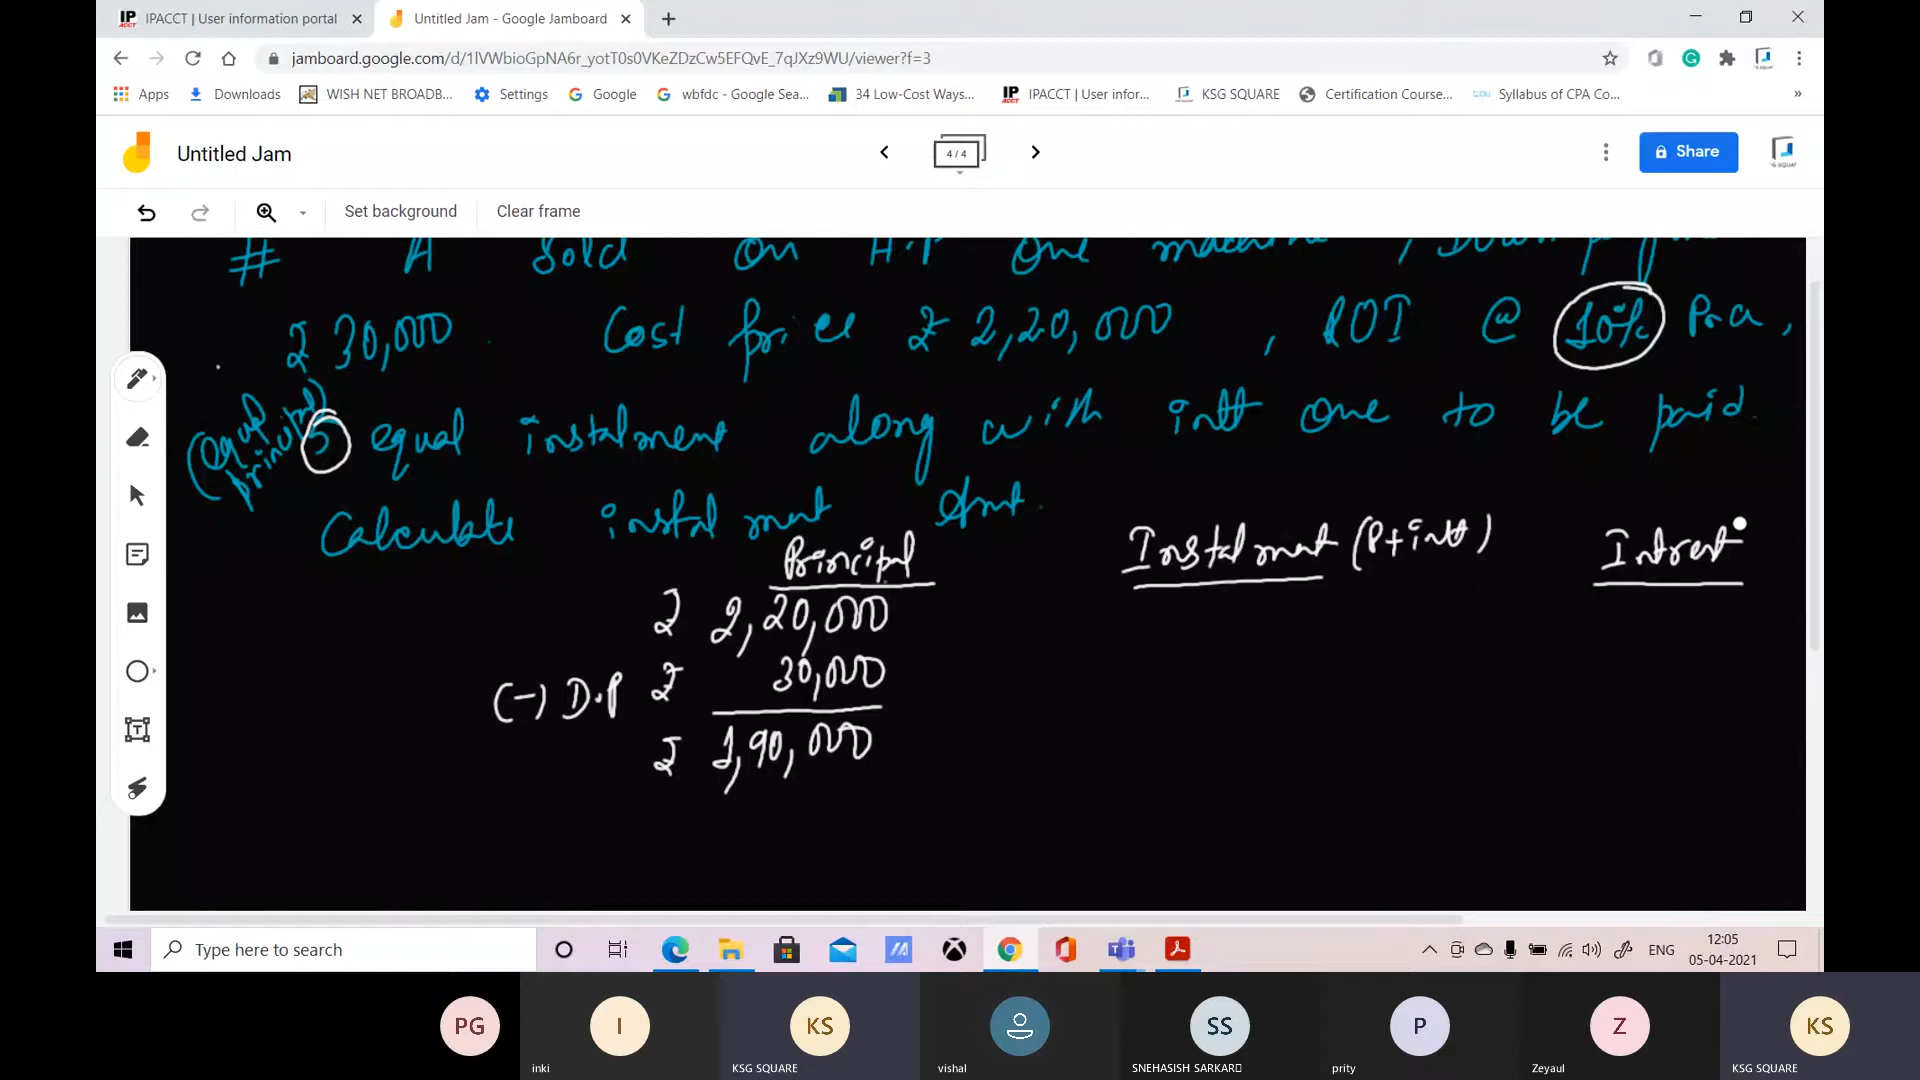 IPACCT | User information portal
Untitled Jam - Google Jamboard
jamboard.google.com/d/1lVWbioGpNA6r_yotT0s0VKeZDzCw5EFQvE_7qJXz9WU/viewer?f=3
Apps Downloads WISH NET BROADB... Settings Google wbfdc - Google Sea... 34 Low-Cost Ways... IPACCT | User infor... KSG SQUARE Certification Course... Syllabus of CPA Co... »
Untitled Jam 4 / 4 Share
Set background Clear frame
# A Sold on H.P one machine,
₹ 30,000 Cost price ₹ 2,20,000, ROI @ 10% P.a,
(equal principal) 5 equal instalment along with intt one to be paid.
Calculate instalment Amt.
Principal Instalment (P+intt) Intrest
₹ 2,20,000
(-) D.P ₹ 30,000
₹ 1,90,000
Type here to search
ENG 12:05
05-04-2021
PG I KS SS P Z KS
inki KSG SQUARE vishal SNEHASISH SARKAR prity Zeyaul KSG SQUARE